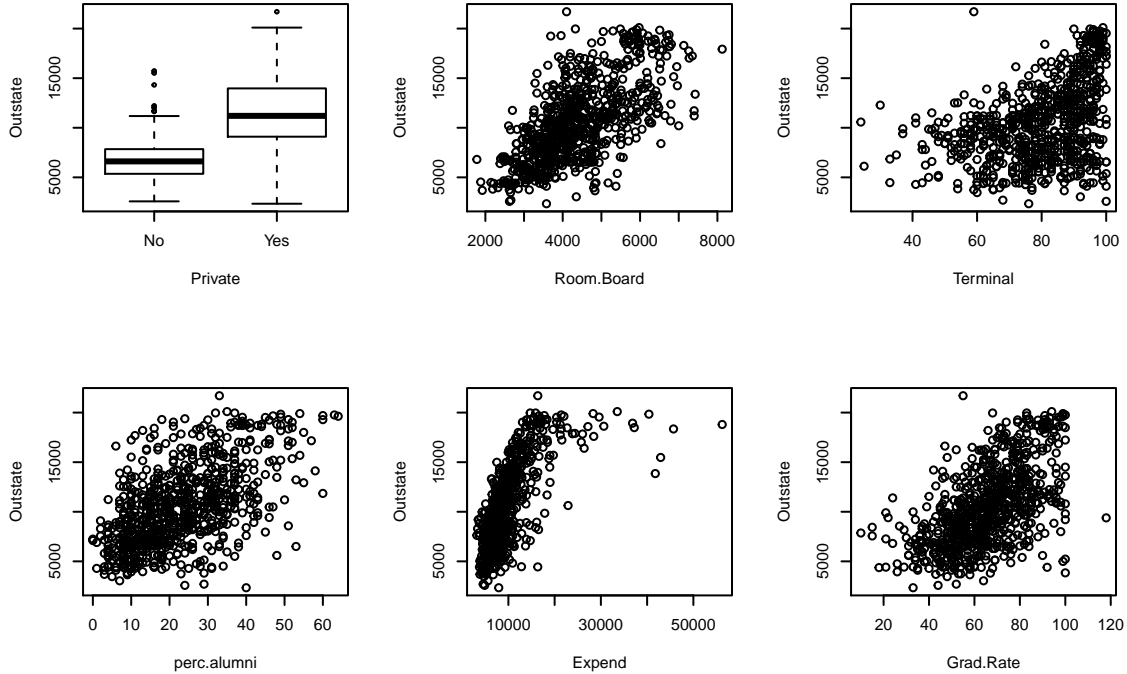 Outstate
5000
15000
No
Yes
Private
Outstate
5000
15000
2000
4000
6000
8000
Room.Board
Outstate
5000
15000
40
60
80
100
Terminal
Outstate
5000
15000
0
10
20
30
40
50
60
perc.alumni
Outstate
5000
15000
10000
30000
50000
Expend
Outstate
5000
15000
20
40
60
80
100
120
Grad.Rate